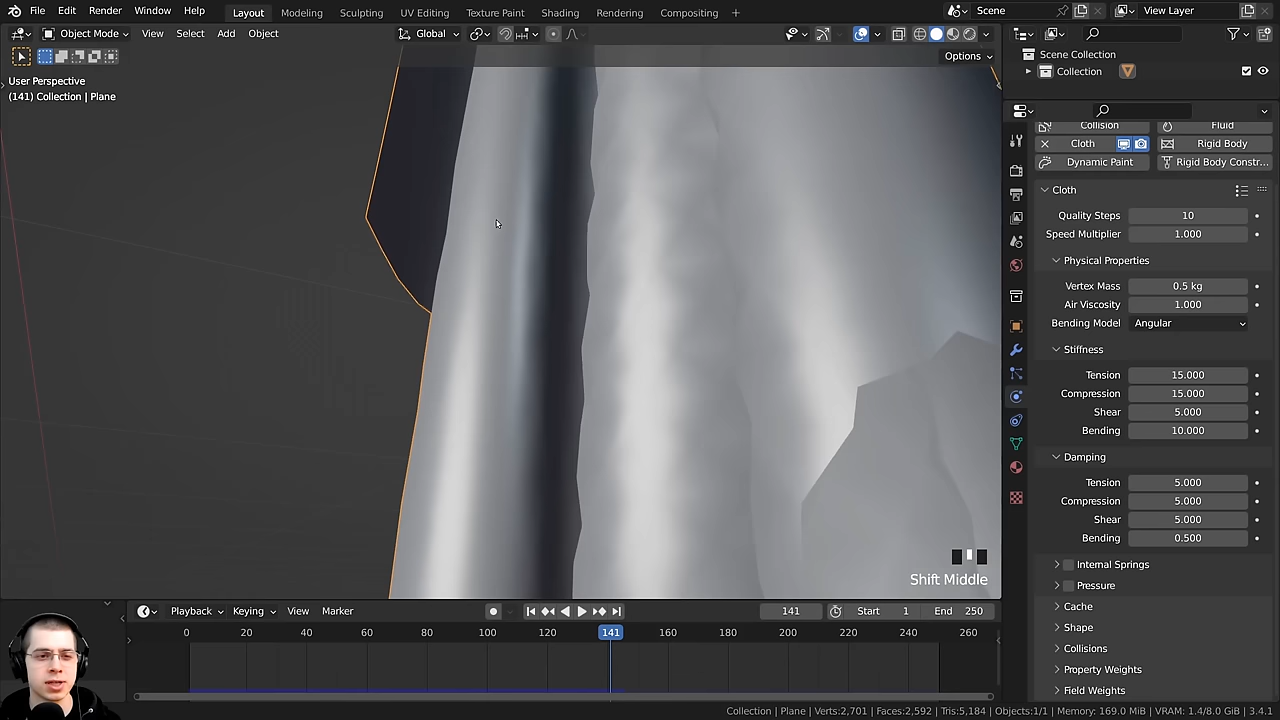 File Edit Render Window Help
Layout Modeling Sculpting UV Editing Texture Paint Shading Rendering Compositing +
Scene
View Layer
Object Mode View Select Add Object
Global
Options
User Perspective
(141) Collection | Plane
Scene Collection
Collection
Collision Fluid
Cloth Rigid Body
Dynamic Paint Rigid Body Constr...
Cloth
Quality Steps 10
Speed Multiplier 1.000
Physical Properties
Vertex Mass 0.5 kg
Air Viscosity 1.000
Bending Model Angular
Stiffness
Tension 15.000
Compression 15.000
Shear 5.000
Bending 10.000
Damping
Tension 5.000
Compression 5.000
Shear 5.000
Bending 0.500
Internal Springs
Pressure
Cache
Shape
Collisions
Property Weights
Field Weights
Shift Middle
Playback Keying View Marker
141 Start 1 End 250
0 20 40 60 80 100 120 141 160 180 200 220 240 260
Collection | Plane | Verts:2,701 | Faces:2,592 | Tris:5,184 | Objects:1/1 | Memory: 169.0 MiB | VRAM: 1.4/8.0 GiB | 3.4.1